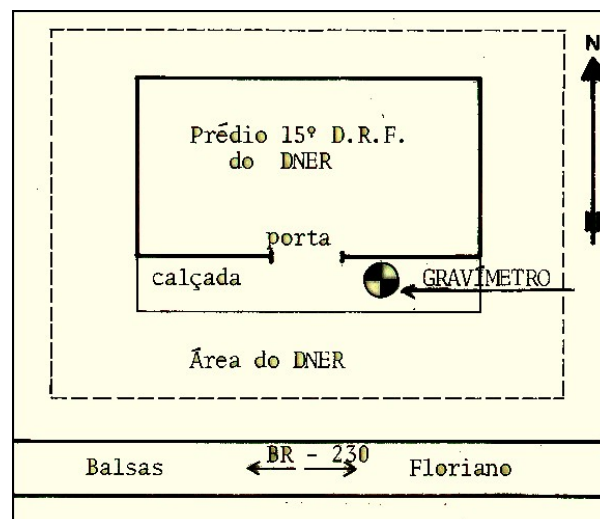 N
Prédio 15º D.R.F.
do DNER
porta
calçada
GRAVÍMETRO
Área do DNER
BR - 230
Balsas
Floriano